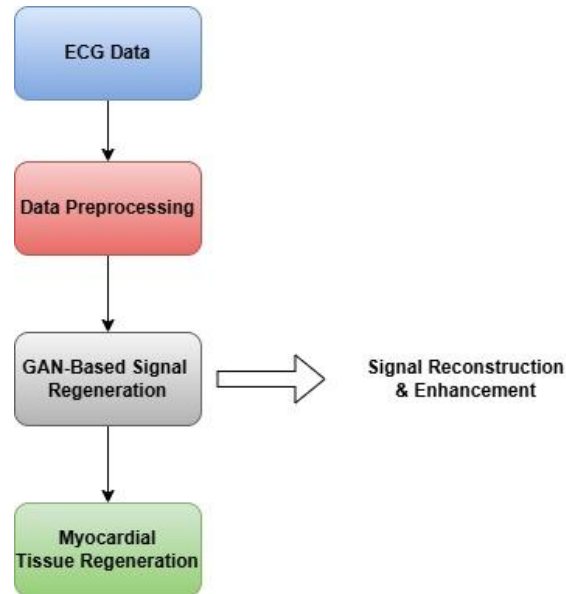 ECG Data
Data Preprocessing
GAN-Based Signal
Regeneration
Signal Reconstruction
& Enhancement
Myocardial
Tissue Regeneration